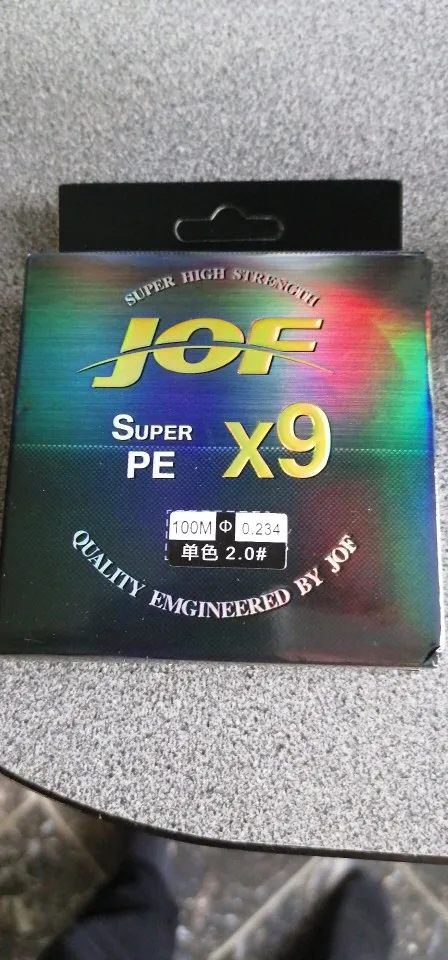 SUPER HIGH STRENGTH
JOF
SUPER PE X9
100M Φ 0.234
单色 2.0#
QUALITY EMGINEERED BY JOF